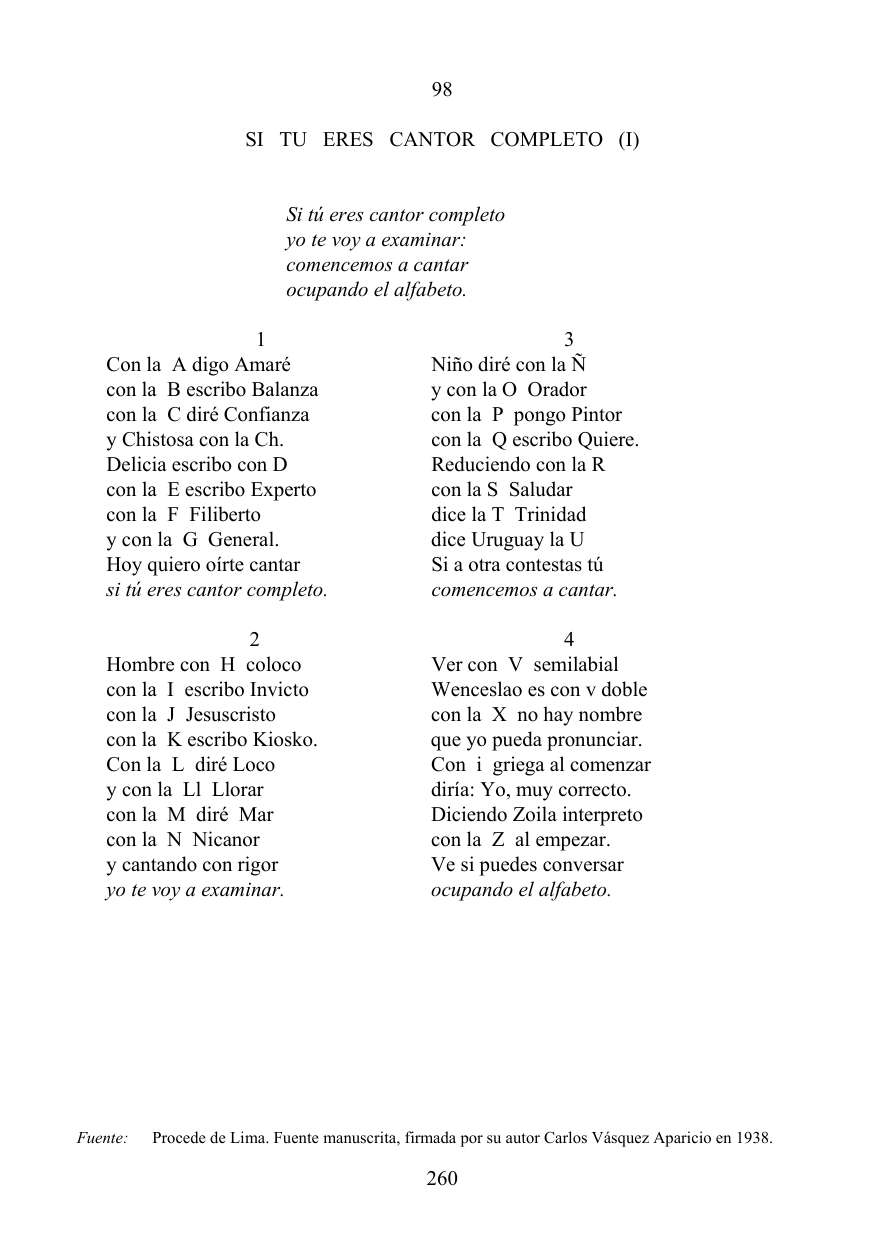 98
SI TU ERES CANTOR COMPLETO (I)
Si tú eres cantor completo
yo te voy a examinar:
comencemos a cantar
ocupando el alfabeto.
1
Con la A digo Amaré
con la B escribo Balanza
con la C diré Confianza
y Chistosa con la Ch.
Delicia escribo con D
con la E escribo Experto
con la F Filiberto
y con la G General.
Hoy quiero oírte cantar
si tú eres cantor completo.
2
Hombre con H coloco
con la I escribo Invicto
con la J Jesuscristo
con la K escribo Kiosko.
Con la L diré Loco
y con la Ll Llorar
con la M diré Mar
con la N Nicanor
y cantando con rigor
yo te voy a examinar.
3
Niño diré con la Ñ
y con la O Orador
con la P pongo Pintor
con la Q escribo Quiere.
Reduciendo con la R
con la S Saludar
dice la T Trinidad
dice Uruguay la U
Si a otra contestas tú
comencemos a cantar.
4
Ver con V semilabial
Wenceslao es con v doble
con la X no hay nombre
que yo pueda pronunciar.
Con i griega al comenzar
diría: Yo, muy correcto.
Diciendo Zoila interpreto
con la Z al empezar.
Ve si puedes conversar
ocupando el alfabeto.
Fuente: Procede de Lima. Fuente manuscrita, firmada por su autor Carlos Vásquez Aparicio en 1938.
260